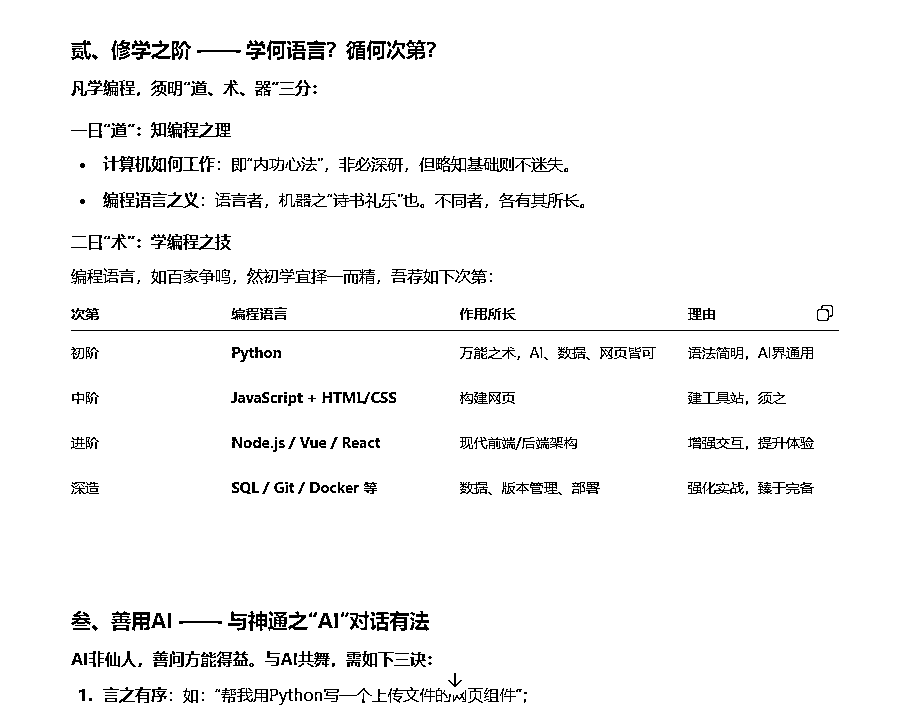 贰、修学之阶 —— 学何语言？循何次第？
凡学编程，须明“道、术、器”三分：
一曰“道”：知编程之理
• 计算机如何工作：即“内功心法”，非必深研，但略知基础则不迷失。
• 编程语言之义：语言者，机器之“诗书礼乐”也。不同者，各有其所长。
二曰“术”：学编程之技
编程语言，如百家争鸣，然初学宜择一而精，吾荐如下次第：
次第 编程语言 作用所长 理由
初阶 Python 万能之术，AI、数据、网页皆可 语法简明，AI界通用
中阶 JavaScript + HTML/CSS 构建网页 建工具站，须之
进阶 Node.js / Vue / React 现代前端/后端架构 增强交互，提升体验
深造 SQL / Git / Docker 等 数据、版本管理、部署 强化实战，臻于完备
叁、善用AI —— 与神通之“AI”对话有法
AI非仙人，善问方能得益。与AI共舞，需如下三诀：
1. 言之有序：如：“帮我用Python写一个上传文件的网页组件”；